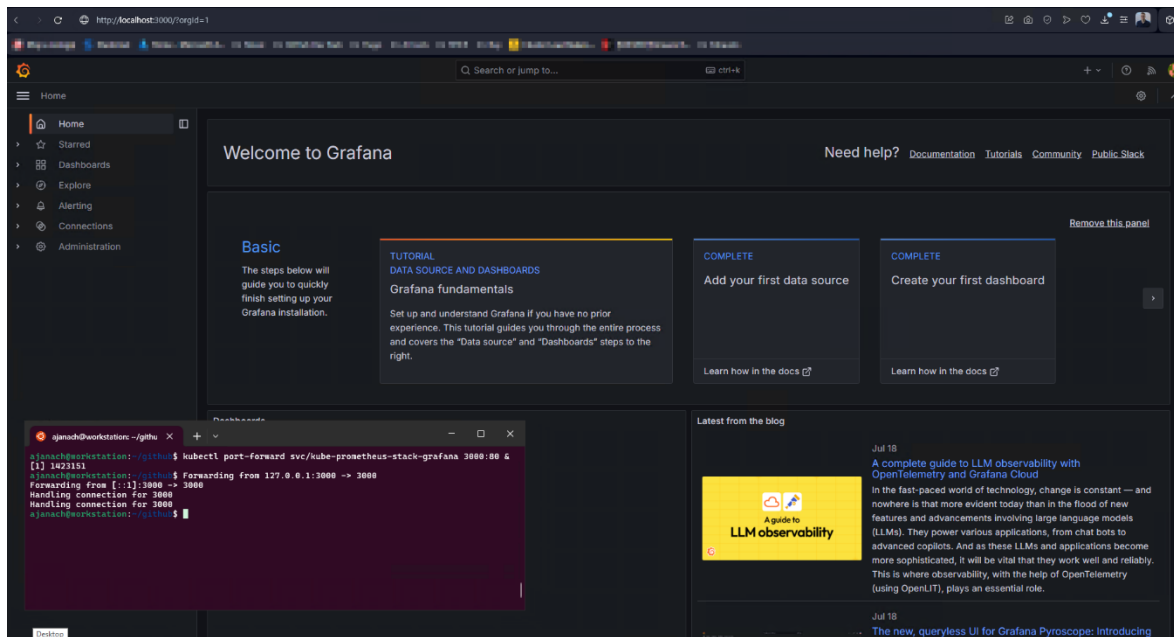 http://localhost:3000/?orgId=1
Search or jump to...
ctrl+k
Home
Home
Starred
Dashboards
Explore
Alerting
Connections
Administration
Welcome to Grafana
Need help?
Documentation
Tutorials
Community
Public Slack
Remove this panel
Basic
The steps below will
guide you to quickly
finish setting up your
Grafana installation.
TUTORIAL
DATA SOURCE AND DASHBOARDS
Grafana fundamentals
Set up and understand Grafana if you have no prior
experience. This tutorial guides you through the entire process
and covers the "Data source" and "Dashboards" steps to the
right.
COMPLETE
Add your first data source
Learn how in the docs
COMPLETE
Create your first dashboard
Learn how in the docs
Dashboards
ajanach@workstation: ~/githu
ajanach@workstation:~/github$ kubectl port-forward svc/kube-prometheus-stack-grafana 3000:80 &
[1] 1423151
ajanach@workstation:~/github$ Forwarding from 127.0.0.1:3000 -> 3000
Forwarding from [::1]:3000 -> 3000
Handling connection for 3000
Handling connection for 3000
ajanach@workstation:~/github$
Desktop
Latest from the blog
A guide to
LLM observability
Jul 18
A complete guide to LLM observability with
OpenTelemetry and Grafana Cloud
In the fast-paced world of technology, change is constant — and
nowhere is that more evident today than in the flood of new
features and advancements involving large language models
(LLMs). They power various applications, from chat bots to
advanced copilots. And as these LLMs and applications become
more sophisticated, it will be vital that they work well and reliably.
This is where observability, with the help of OpenTelemetry
(using OpenLIT), plays an essential role.
Jul 18
The new, queryless UI for Grafana Pyroscope: Introducing